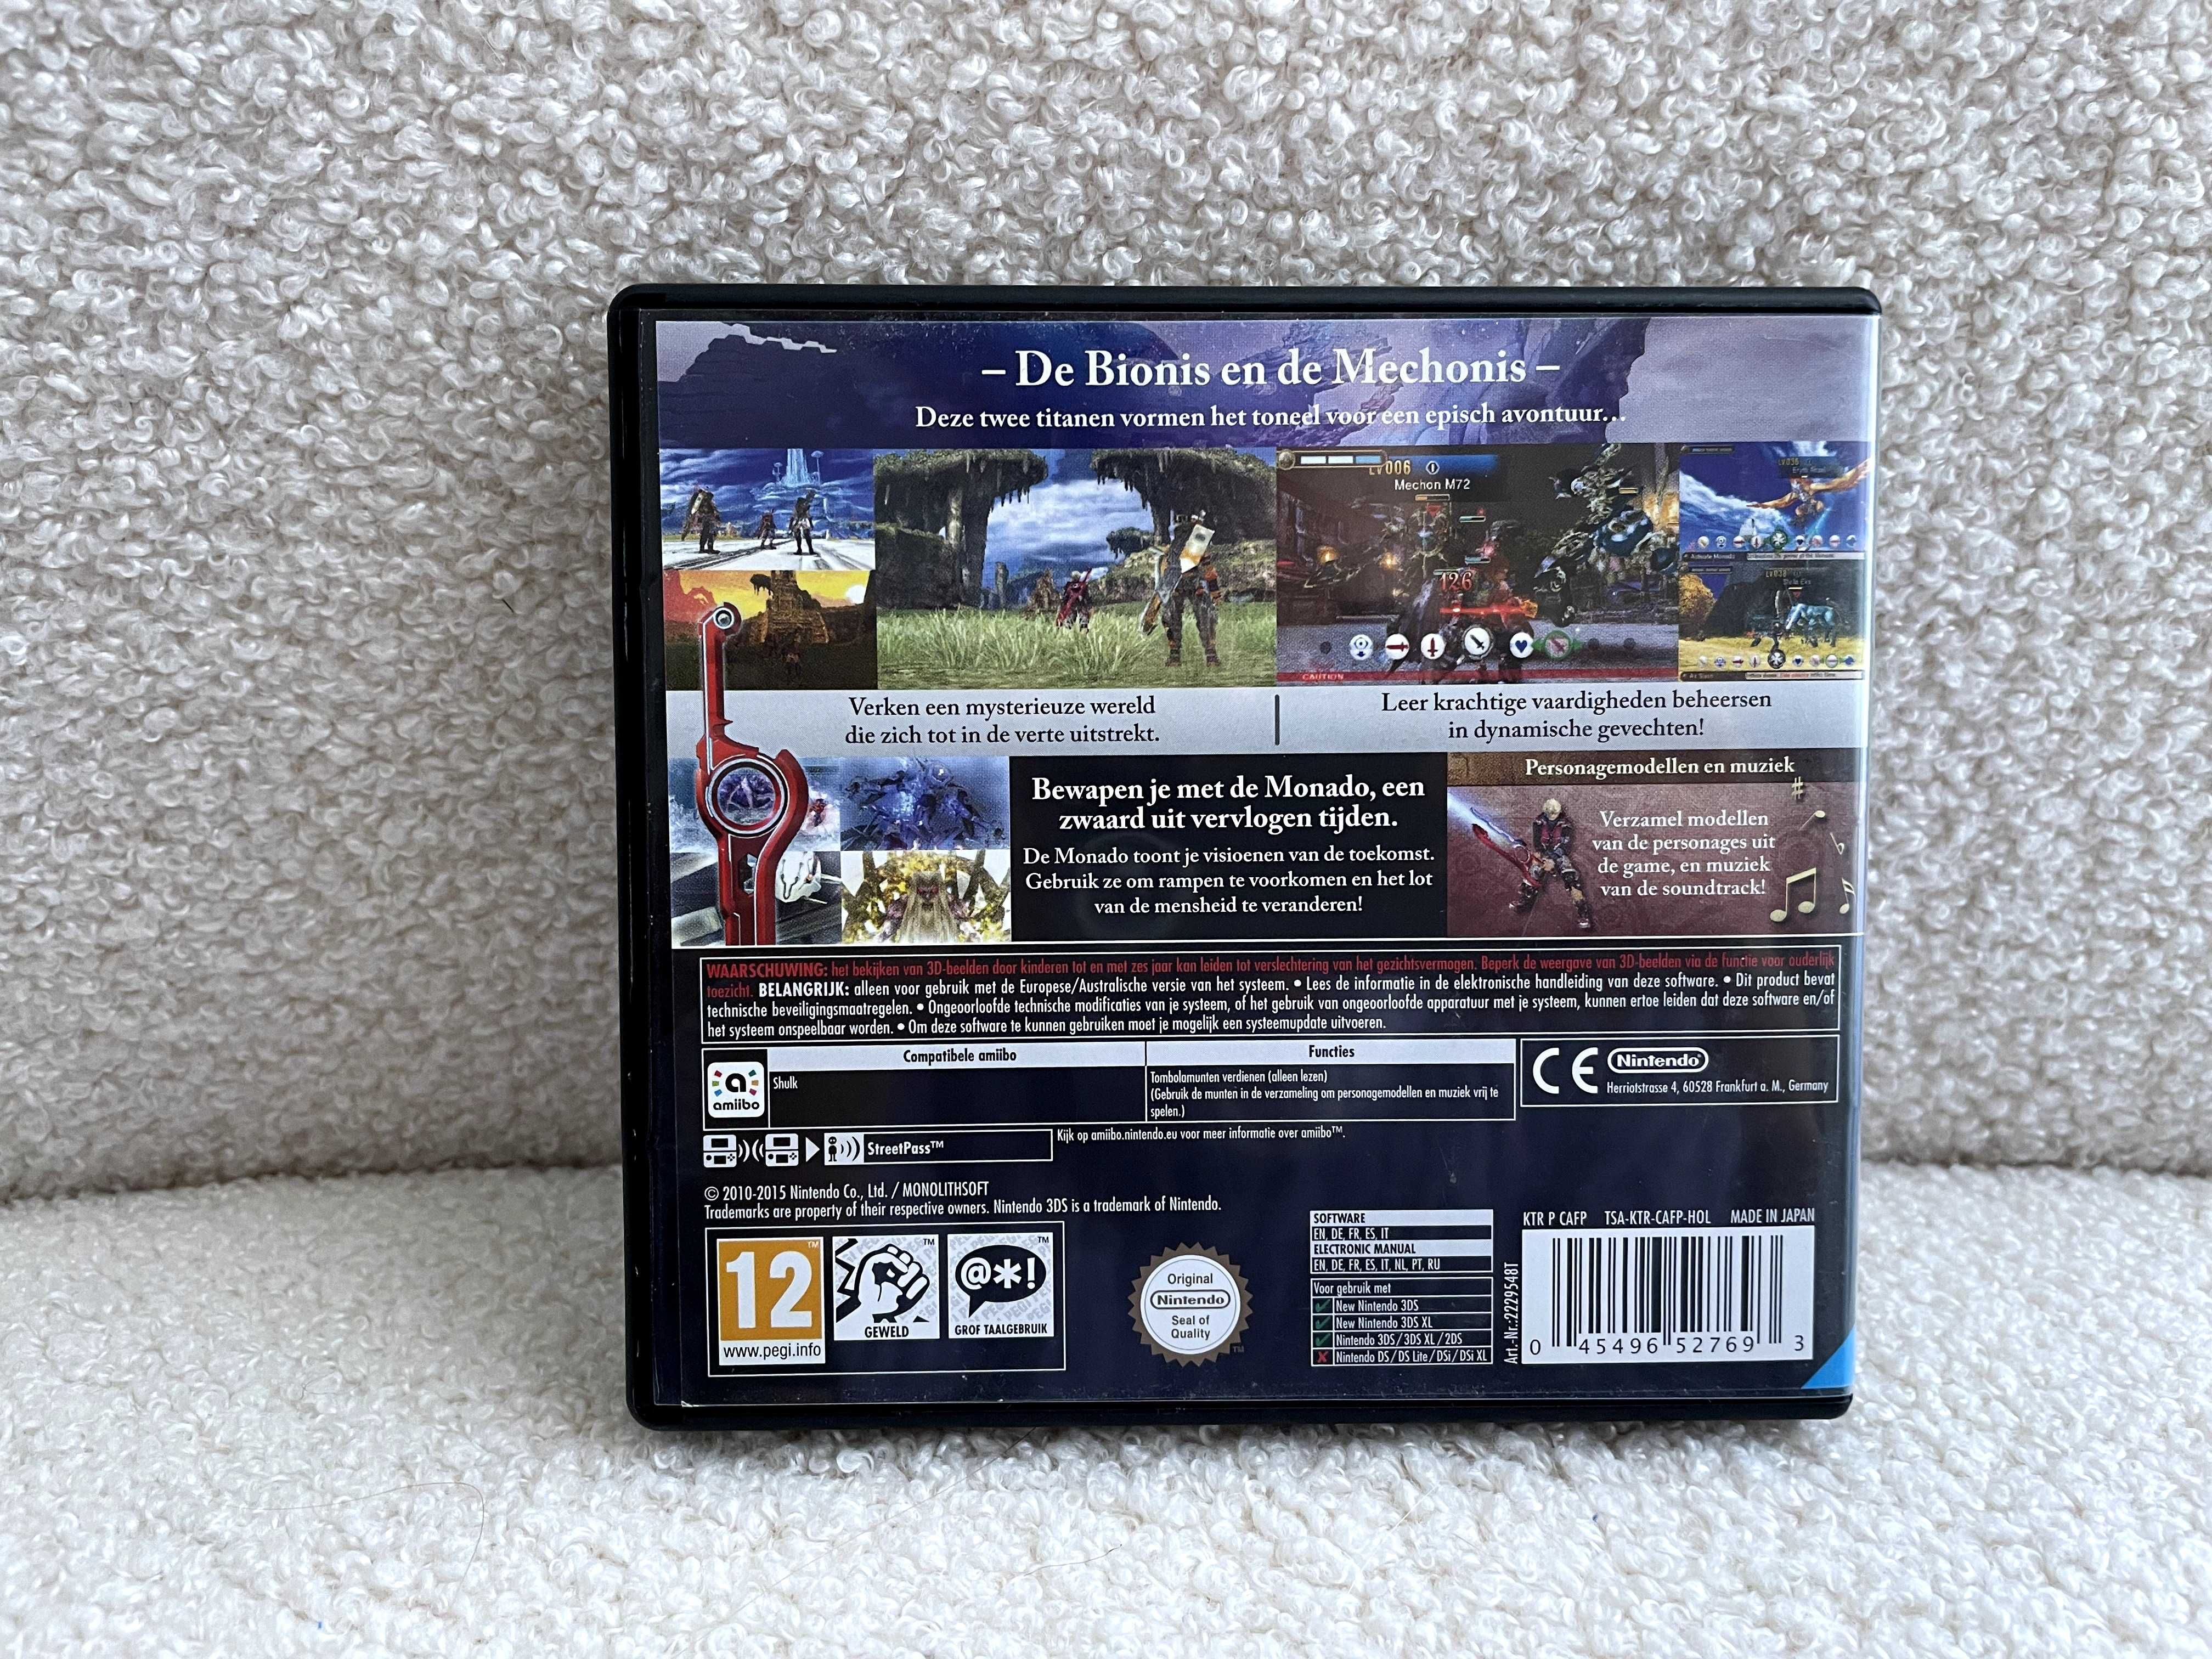 – De Bionis en de Mechonis –
Deze twee titanen vormen het toneel voor een episch avontuur...
LV006
Mechon M72
126
CAUTION
Verken een mysterieuze wereld
die zich tot in de verte uitstrekt.
Leer krachtige vaardigheden beheersen
in dynamische gevechten!
Bewapen je met de Monado, een
zwaard uit vervlogen tijden.
De Monado toont je visioenen van de toekomst.
Gebruik ze om rampen te voorkomen en het lot
van de mensheid te veranderen!
Personagemodellen en muziek
Verzamel modellen
van de personages uit
de game, en muziek
van de soundtrack!
WAARSCHUWING: het bekijken van 3D-beelden door kinderen tot en met zes jaar kan leiden tot verslechtering van het gezichtsvermogen. Beperk de weergave van 3D-beelden via de functie voor ouderlijk
toezicht. BELANGRIJK: alleen voor gebruik met de Europese/Australische versie van het systeem. • Lees de informatie in de elektronische handleiding van deze software. • Dit product bevat
technische beveiligingsmaatregelen. • Ongeoorloofde technische modificaties van je systeem, of het gebruik van ongeoorloofde apparatuur met je systeem, kunnen ertoe leiden dat deze software en/of
het systeem onspeelbaar worden. • Om deze software te kunnen gebruiken moet je mogelijk een systeemupdate uitvoeren.
amiibo
Compatibele amiibo
Shulk
Functies
Tombolamunten verdienen (alleen lezen)
(Gebruik de munten in de verzameling om personagemodellen en muziek vrij te
spelen.)
CE
Nintendo
Herriotstrasse 4, 60528 Frankfurt a. M., Germany
StreetPass™
Kijk op amiibo.nintendo.eu voor meer informatie over amiibo™.
© 2010-2015 Nintendo Co., Ltd. / MONOLITHSOFT
Trademarks are property of their respective owners. Nintendo 3DS is a trademark of Nintendo.
12™
www.pegi.info
™
GEWELD
@*!™
GROF TAALGEBRUIK
Original
Nintendo
Seal of
Quality
™
SOFTWARE
EN, DE, FR, ES, IT
ELECTRONIC MANUAL
EN, DE, FR, ES, IT, NL, PT, RU
Voor gebruik met
New Nintendo 3DS
New Nintendo 3DS XL
Nintendo 3DS/3DS XL/2DS
Nintendo DS/DS Lite/DSi/DSi XL
Art.-Nr.:2229548T
KTR P CAFP TSA-KTR-CAFP-HOL MADE IN JAPAN
0 45496 52769 3